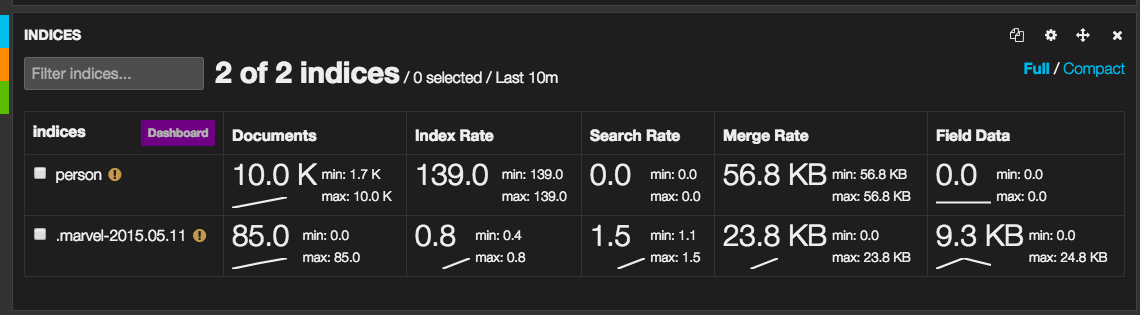 INDICES
Filter indices...
2 of 2 indices / 0 selected / Last 10m
Full / Compact
indices Dashboard Documents Index Rate Search Rate Merge Rate Field Data
person 10.0 K min: 1.7 K max: 10.0 K 139.0 min: 139.0 max: 139.0 0.0 min: 0.0 max: 0.0 56.8 KB min: 56.8 KB max: 56.8 KB 0.0 min: 0.0 max: 0.0
.marvel-2015.05.11 85.0 min: 0.0 max: 85.0 0.8 min: 0.4 max: 0.8 1.5 min: 1.1 max: 1.5 23.8 KB min: 0.0 max: 23.8 KB 9.3 KB min: 0.0 max: 24.8 KB